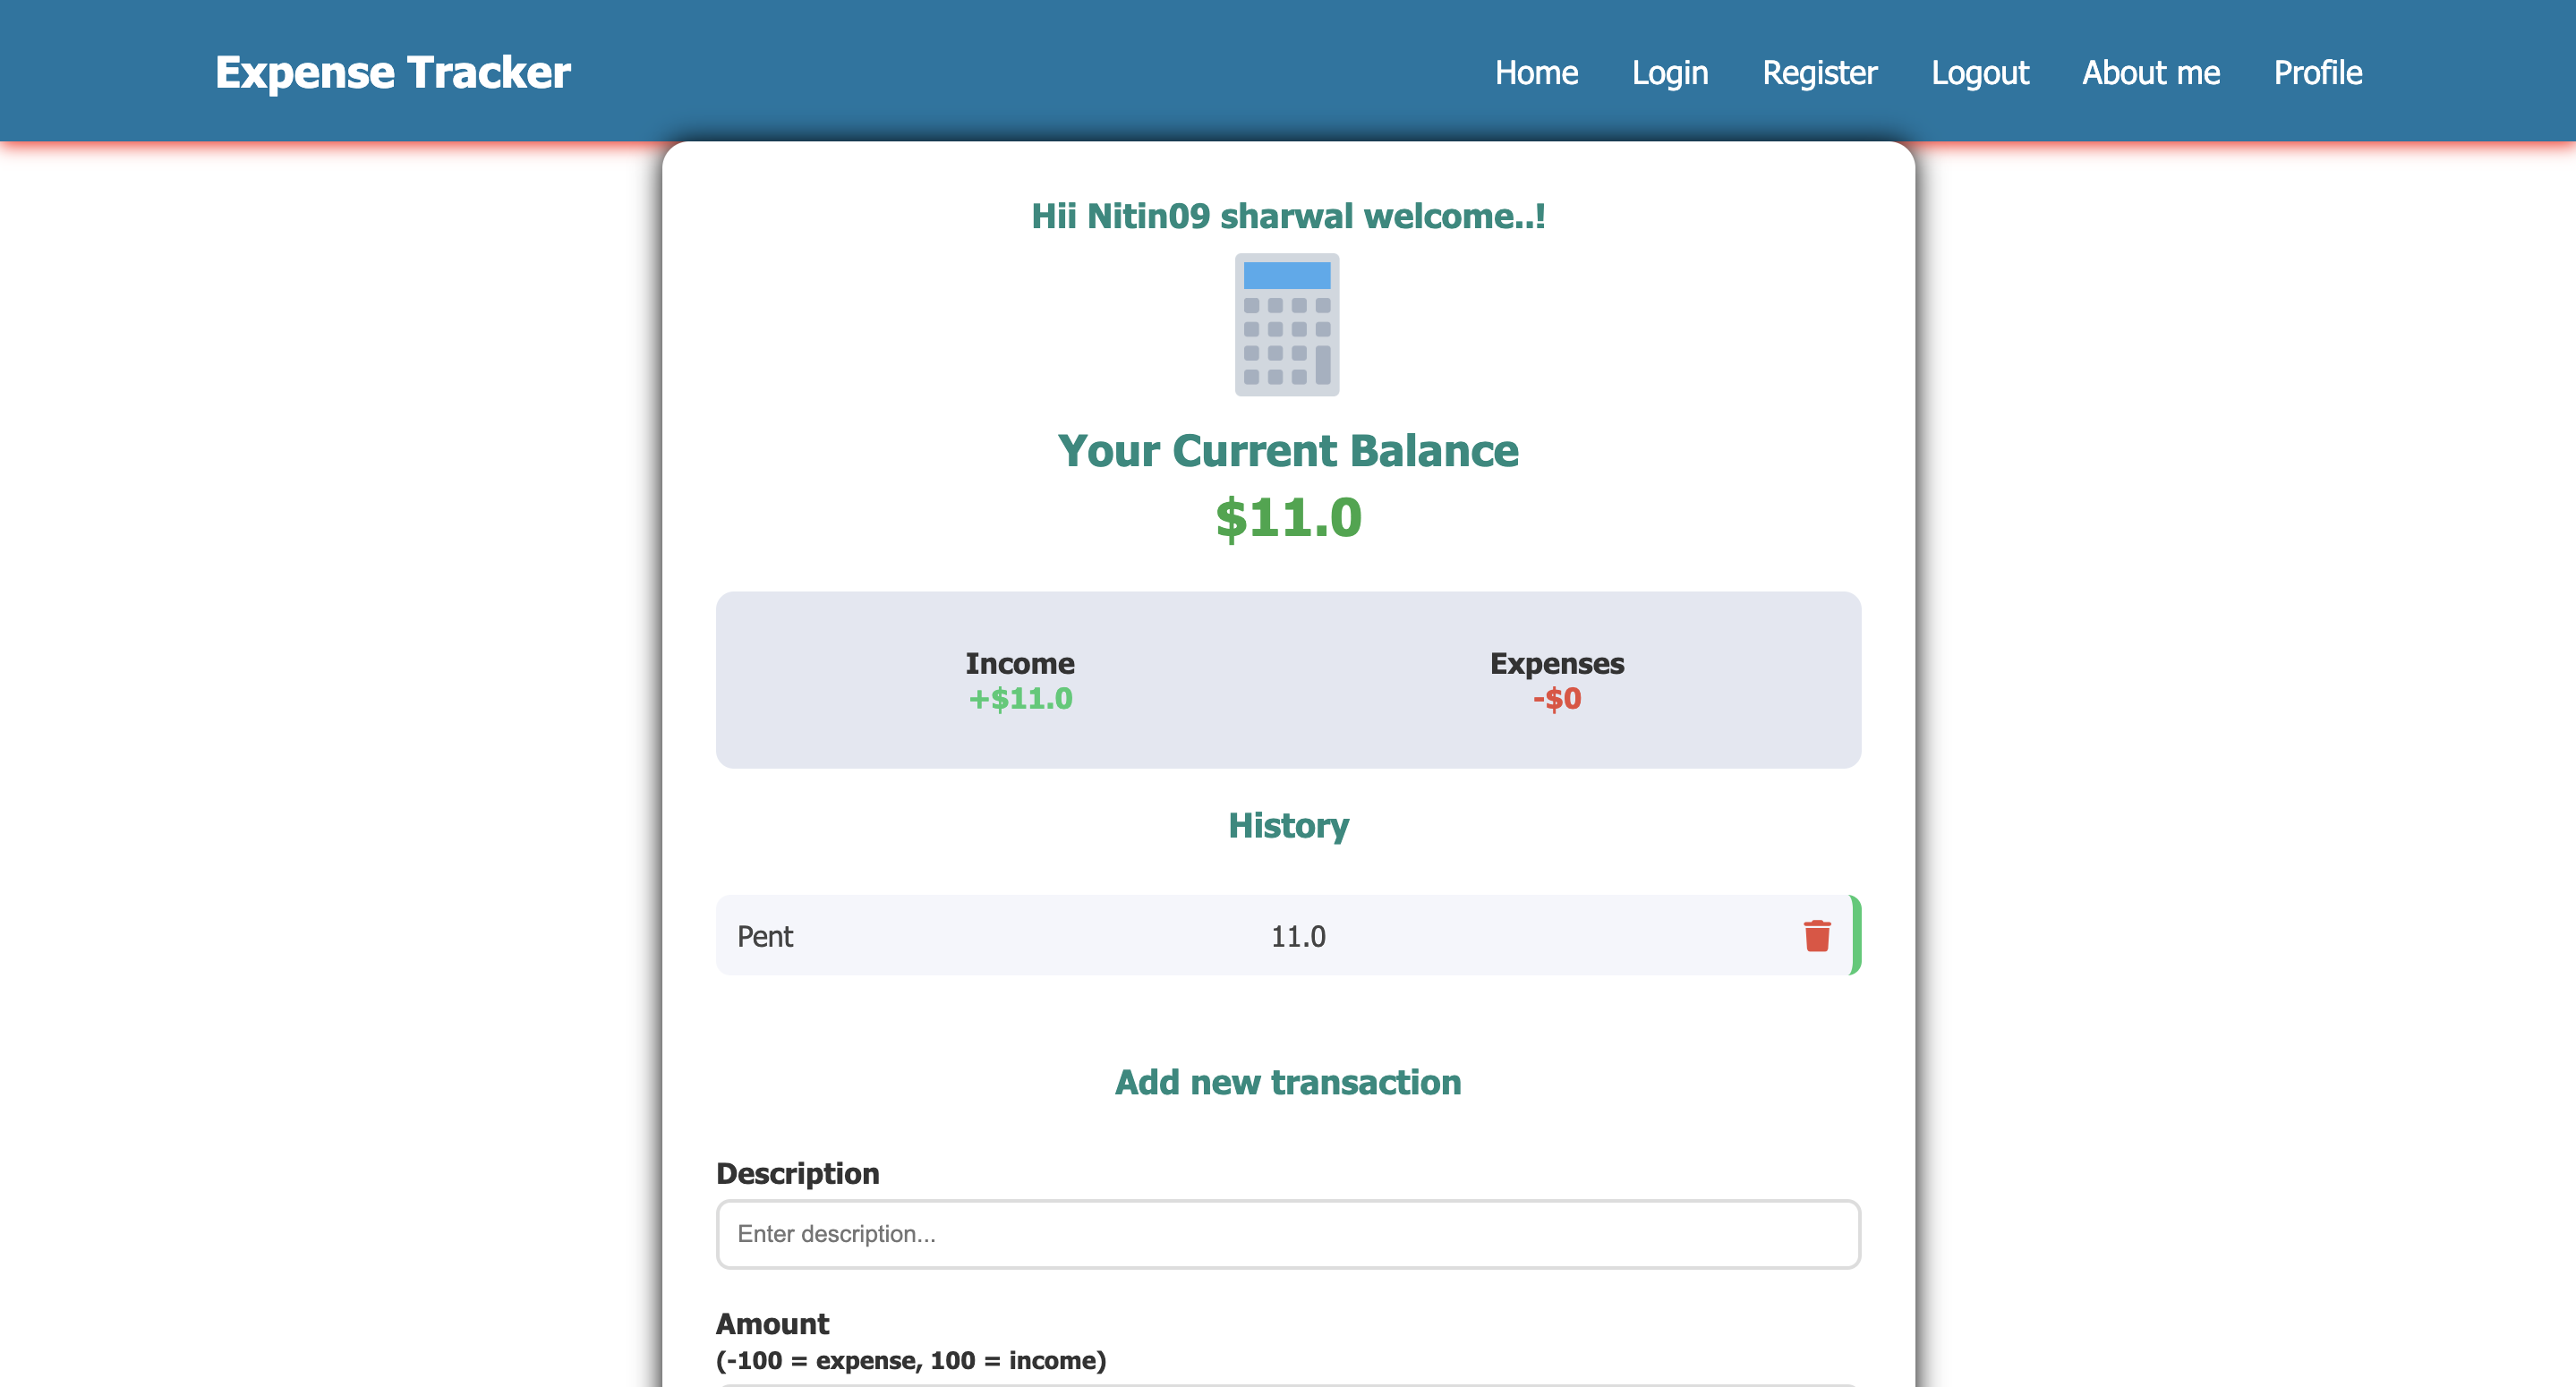 Expense Tracker
Home Login Register Logout About me Profile
Hii Nitin09 sharwal welcome..!
Your Current Balance
$11.0
Income Expenses
+$11.0 -$0
History
Pent 11.0
Add new transaction
Description
Enter description...
Amount
(-100 = expense, 100 = income)